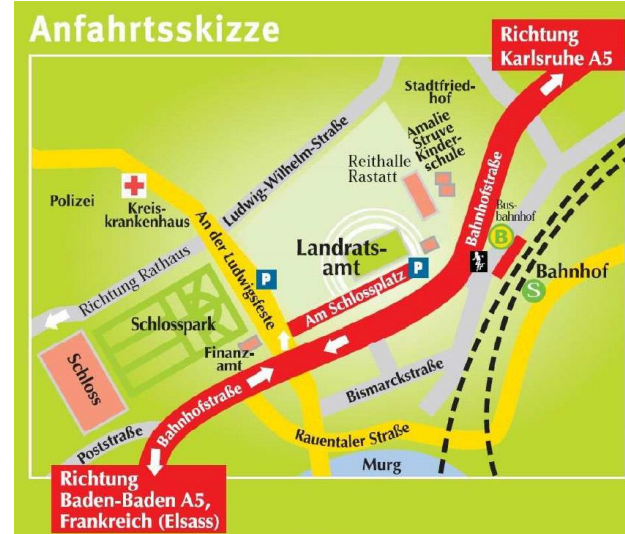 Anfahrtsskizze
Richtung
Karlsruhe A5
Stadtfried-
hof
Amalie
Struve
Kinder-
schule
Ludwig-Wilhelm-Straße
Reithalle
Rastatt
Polizei
Kreis-
krankenhaus
An der Ludwigsfeste
Bahnhofstraße
Bus-
bahnhof
B
Landrats-
amt
Bahnhof
S
P
P
Am Schlossplatz
Richtung Rathaus
Schlosspark
Finanz-
amt
Schloss
Bismarckstraße
Bahnhofstraße
Poststraße
Rauentaler Straße
Murg
Richtung
Baden-Baden A5,
Frankreich (Elsass)